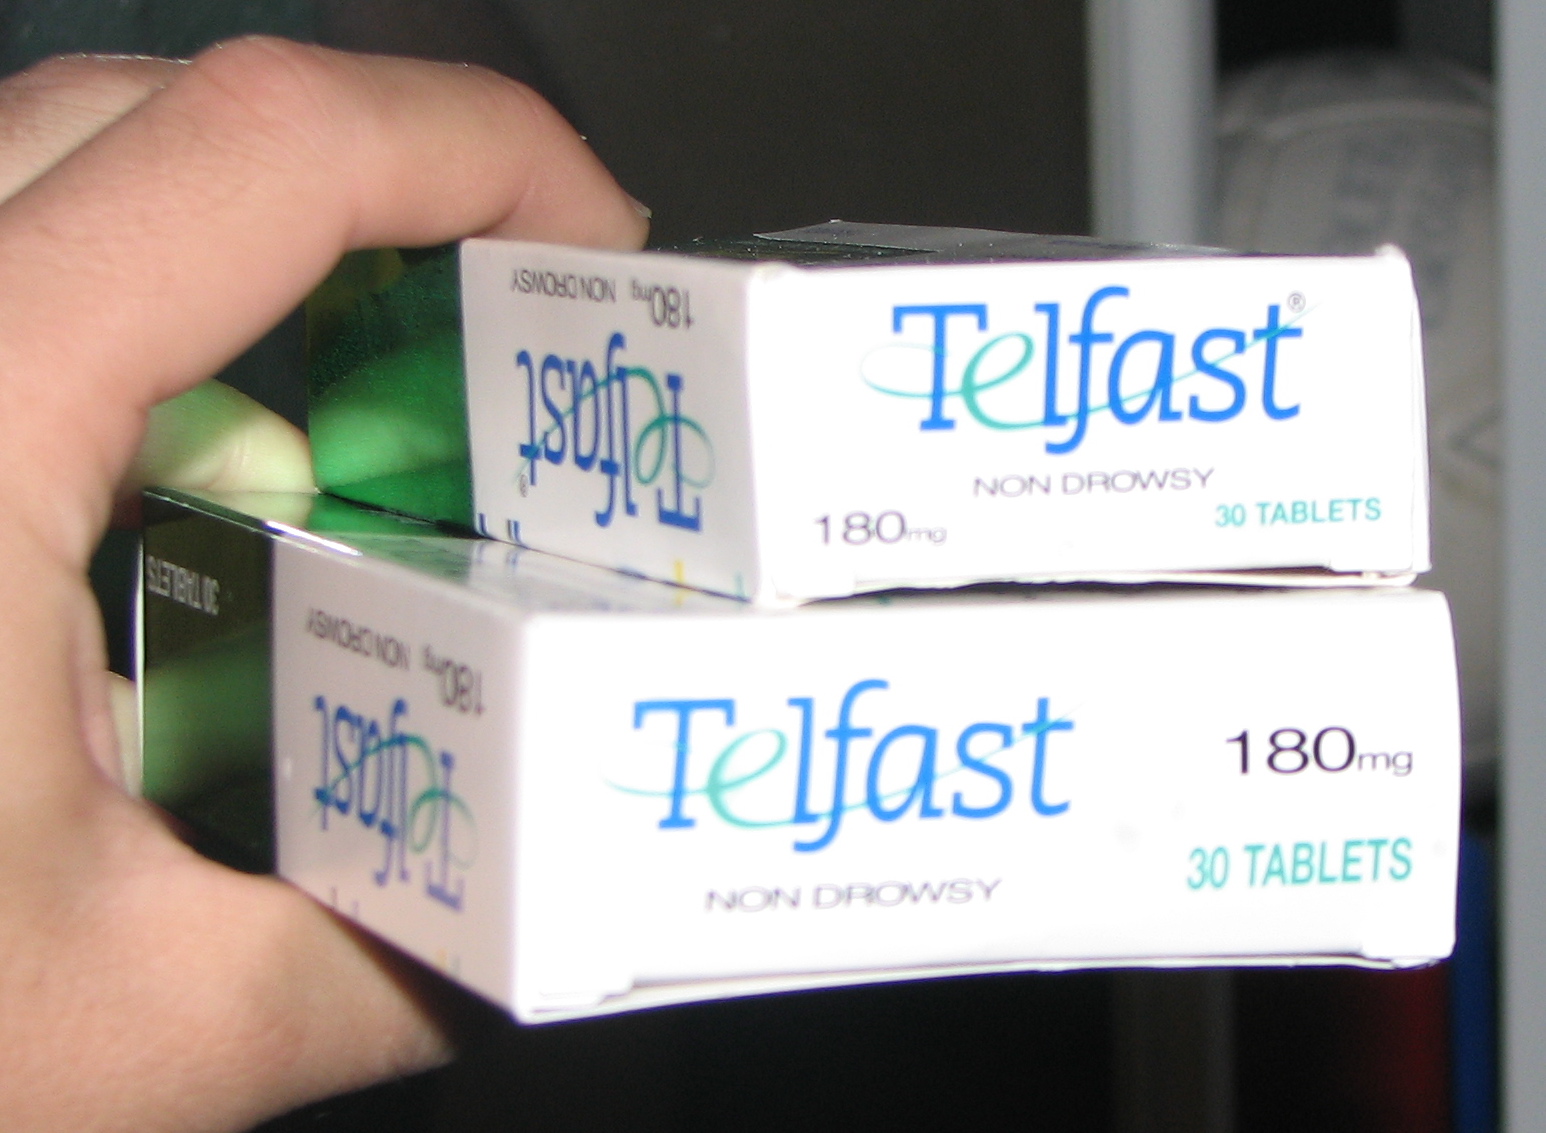 180mg NON DROWSY
Telfast®
Telfast®
NON DROWSY
180mg
30 TABLETS
30 TABLETS
180mg NON DROWSY
Telfast
Telfast
180mg
30 TABLETS
NON DROWSY